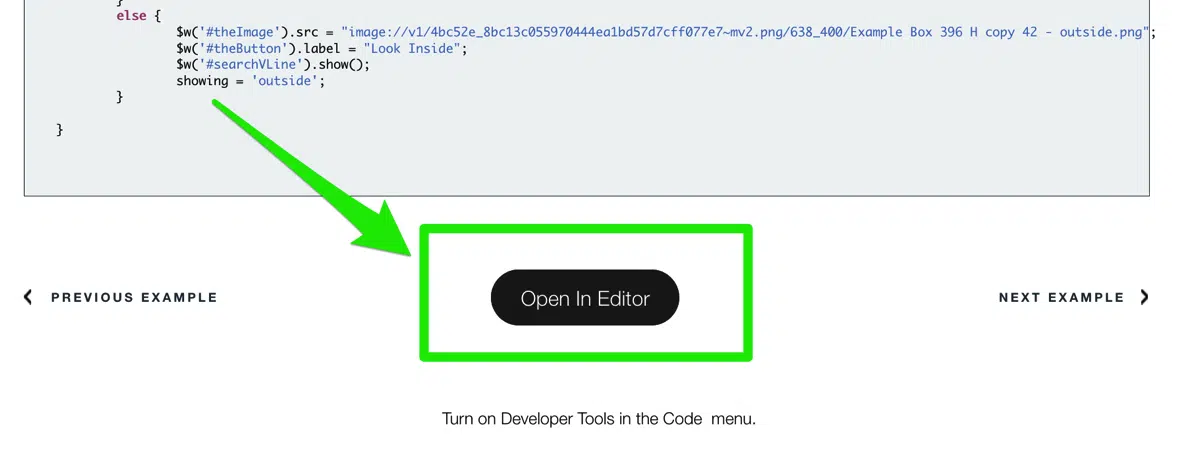 }
else {
$w('#theImage').src = "image://v1/4bc52e_8bc13c055970444ea1bd57d7cff077e7~mv2.png/638_400/Example Box 396 H copy 42 - outside.png";
$w('#theButton').label = "Look Inside";
$w('#searchVLine').show();
showing = 'outside';
}
}
PREVIOUS EXAMPLE
Open In Editor
NEXT EXAMPLE
Turn on Developer Tools in the Code menu.